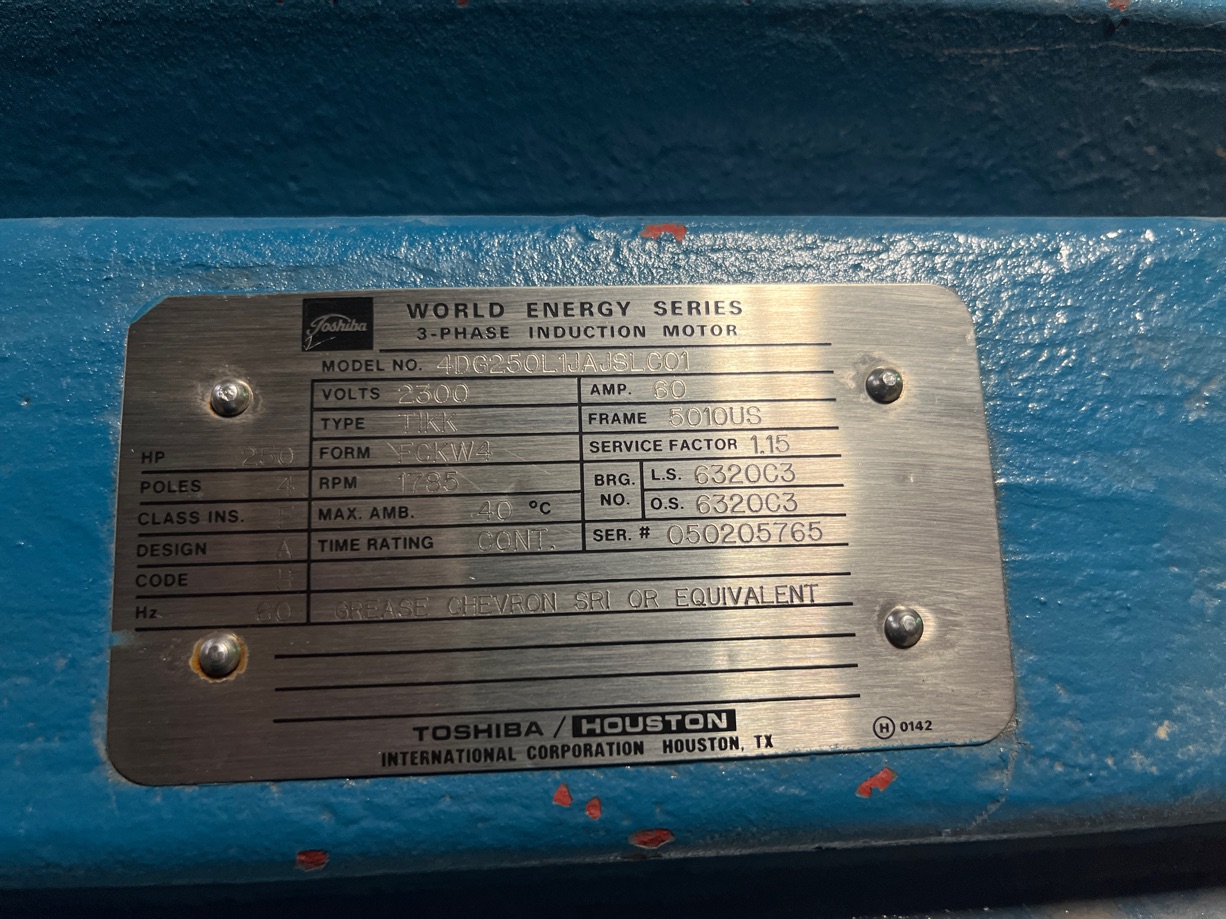 Toshiba
WORLD ENERGY SERIES
3-PHASE INDUCTION MOTOR
MODEL NO. 4DG250L1JAJSLC01
VOLTS 2300 AMP. 60
TYPE TIKK FRAME 5010US
HP 250 FORM FCKW4 SERVICE FACTOR 1.15
POLES 4 RPM 1785 BRG. NO. L.S. 6320C3
CLASS INS. F MAX. AMB. 40 °C O.S. 6320C3
DESIGN A TIME RATING CONT. SER. # 050205765
CODE
Hz 60 GREASE CHEVRON SRI OR EQUIVALENT
TOSHIBA / HOUSTON
INTERNATIONAL CORPORATION HOUSTON, TX
H 0142